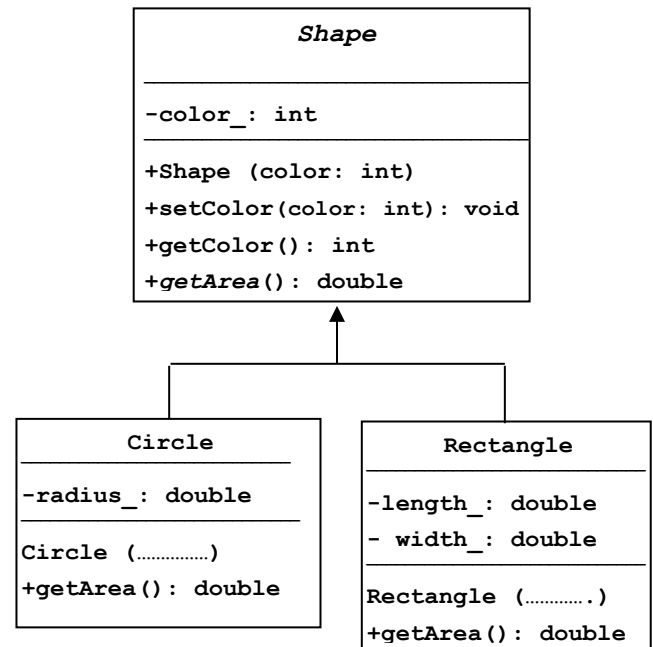 Shape
-color_: int
+Shape (color: int)
+setColor(color: int): void
+getColor(): int
+getArea(): double
Circle
-radius_: double
Circle (……………)
+getArea(): double
Rectangle
-length_: double
- width_: double
Rectangle (………….)
+getArea(): double